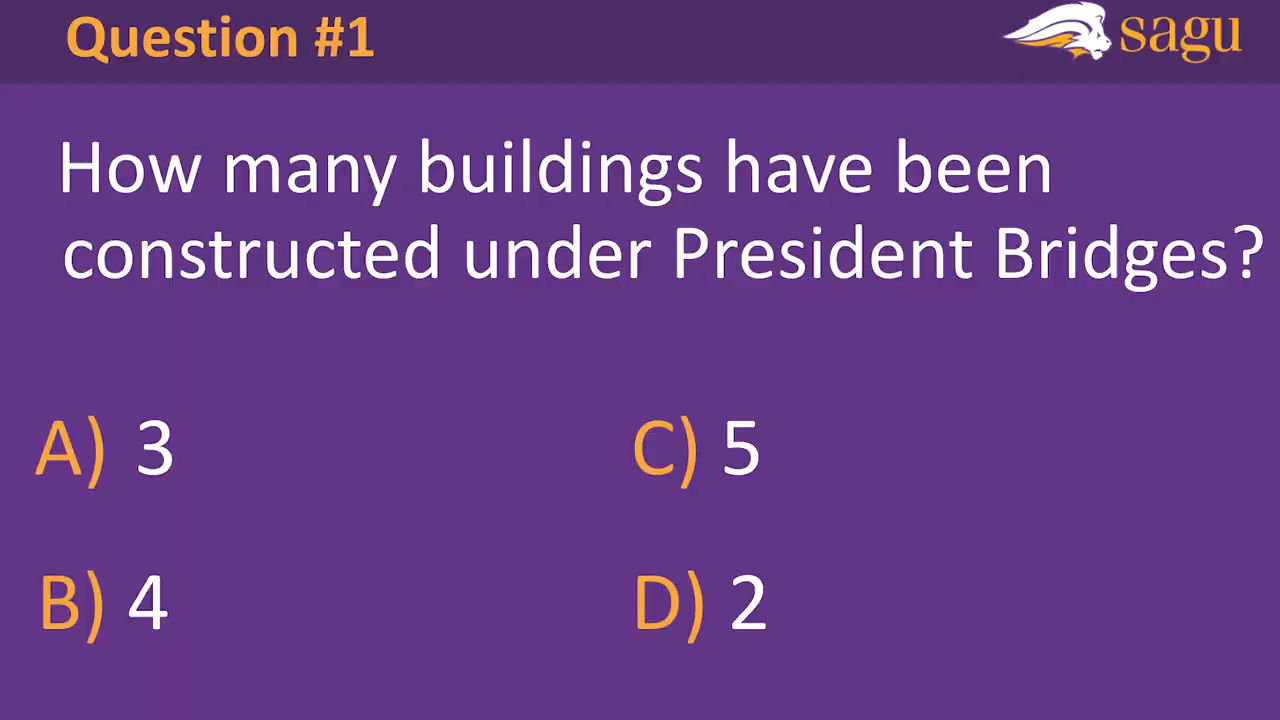 Question #1
sagu
How many buildings have been
constructed under President Bridges?
A) 3
C) 5
B) 4
D) 2